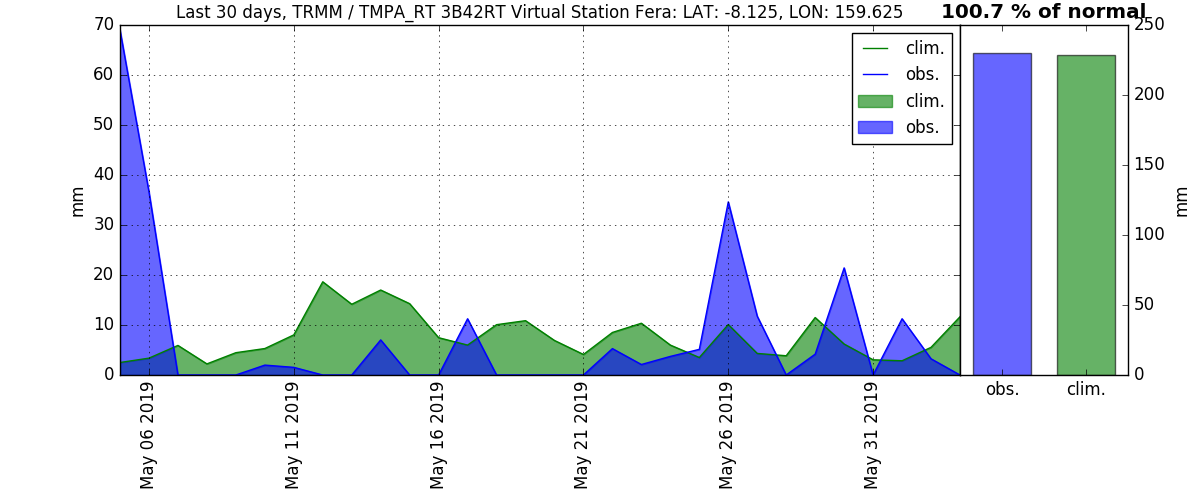 Last 30 days, TRMM / TMPA_RT 3B42RT Virtual Station Fera: LAT: -8.125, LON: 159.625
100.7 % of normal
70
60
50
40
30
20
10
0
mm
May 06 2019
May 11 2019
May 16 2019
May 21 2019
May 26 2019
May 31 2019
clim.
obs.
clim.
obs.
250
200
150
100
50
0
mm
obs.
clim.